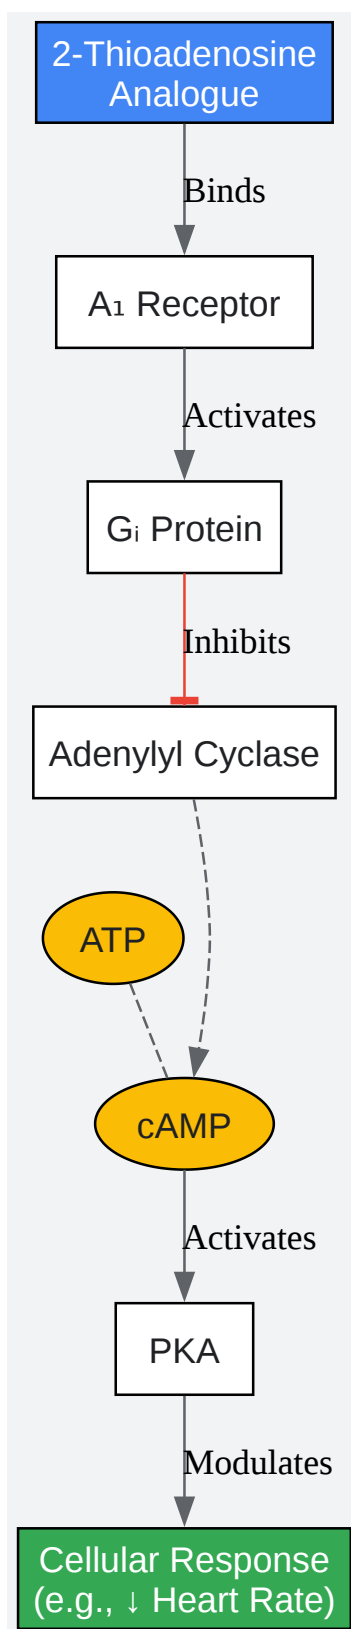 2-Thioadenosine
Analogue
Binds
A₁ Receptor
Activates
Gᵢ Protein
Inhibits
Adenylyl Cyclase
ATP
cAMP
Activates
PKA
Modulates
Cellular Response
(e.g., ↓ Heart Rate)